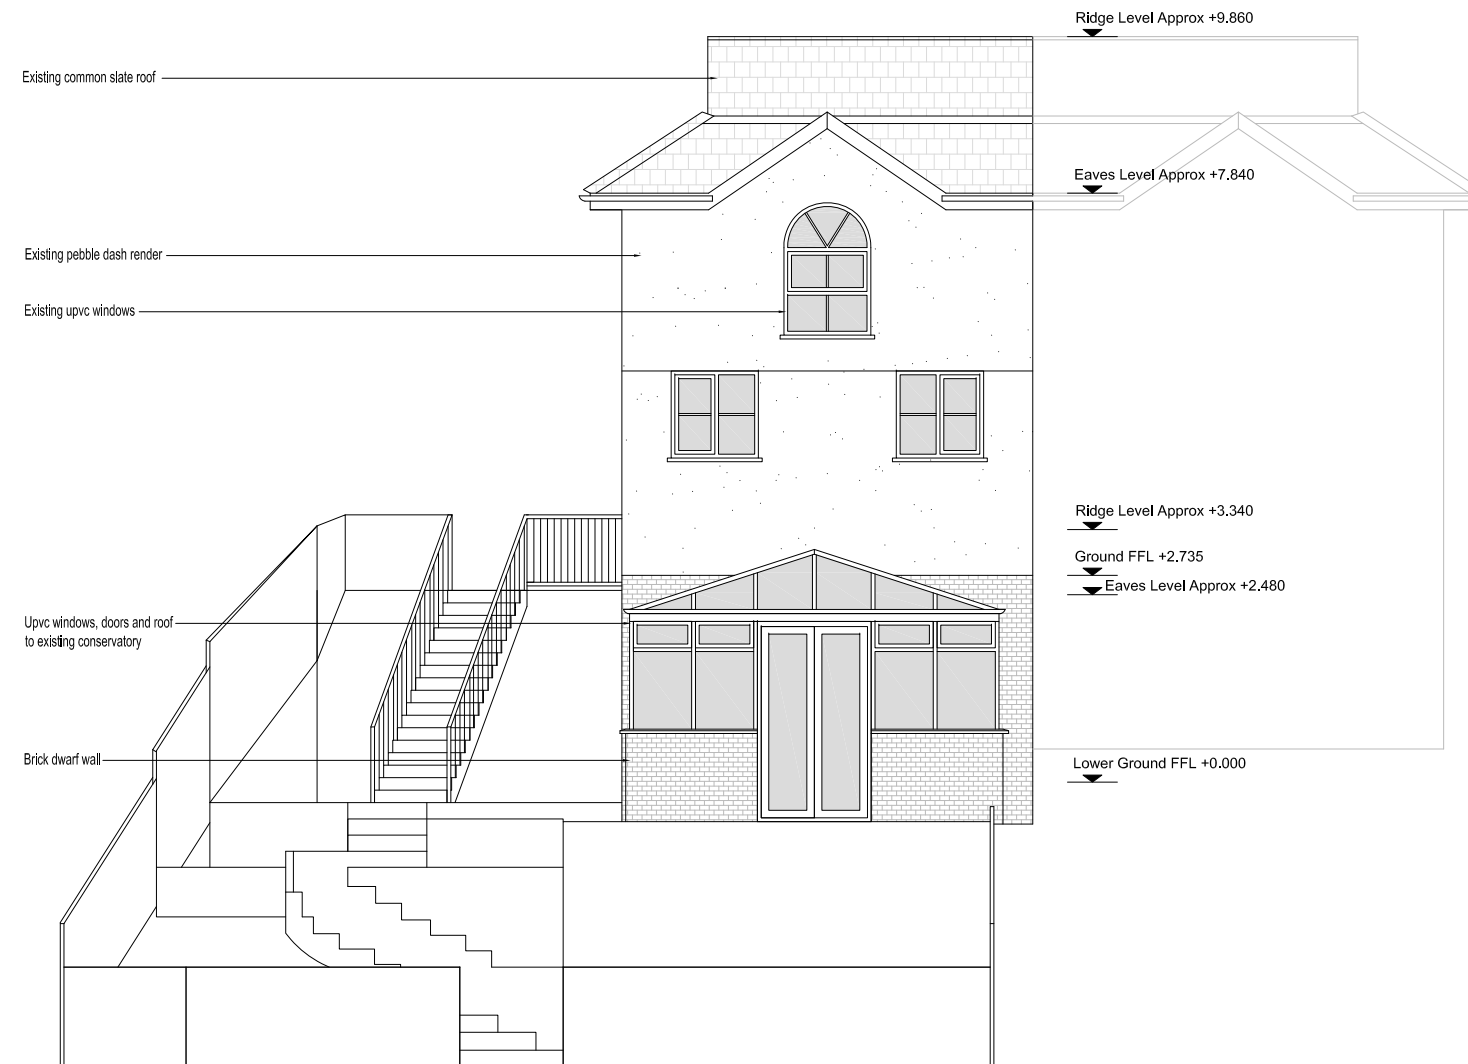 Ridge Level Approx +9.860
Existing common slate roof
Eaves Level Approx +7.840
Existing pebble dash render
Existing upvc windows
Ridge Level Approx +3.340
Ground FFL +2.735
Eaves Level Approx +2.480
Upvc windows, doors and roof
to existing conservatory
Brick dwarf wall
Lower Ground FFL +0.000